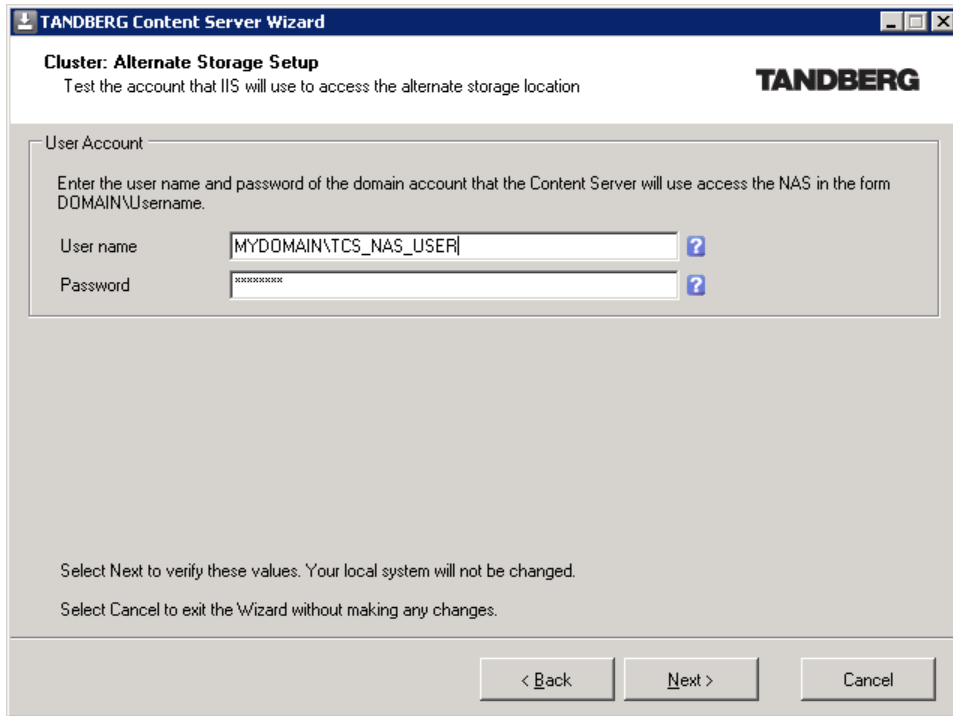 TANDBERG Content Server Wizard
Cluster: Alternate Storage Setup
Test the account that IIS will use to access the alternate storage location
TANDBERG
User Account
Enter the user name and password of the domain account that the Content Server will use access the NAS in the form
DOMAIN\Username.
User name
MYDOMAIN\TCS_NAS_USER
?
Password
********
?
Select Next to verify these values. Your local system will not be changed.
Select Cancel to exit the Wizard without making any changes.
< Back
Next >
Cancel